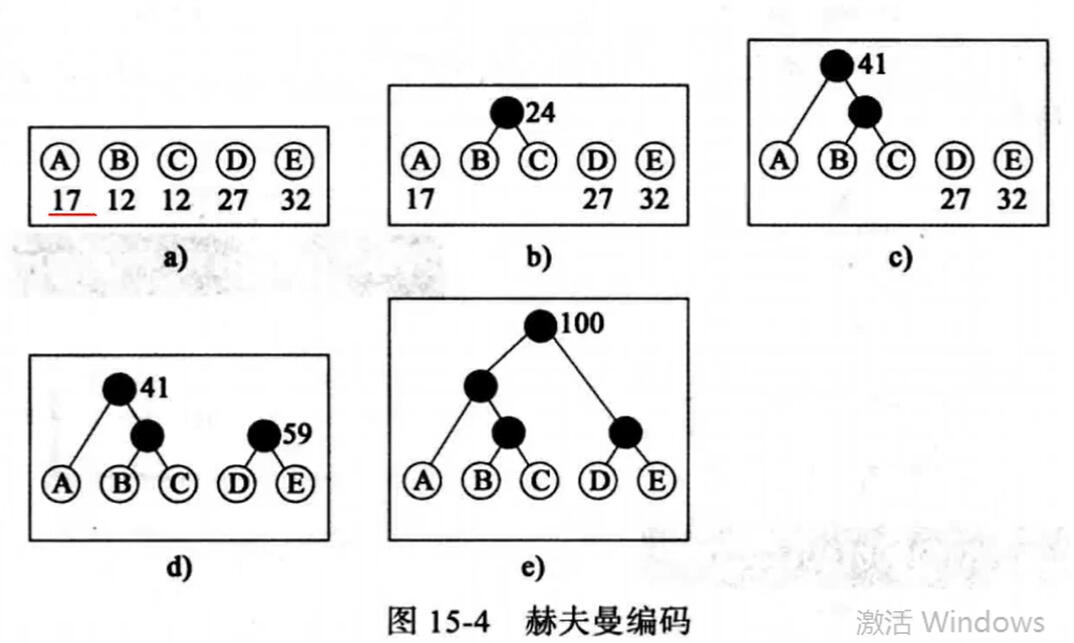 A B C D E
17 12 12 27 32
a)
24
A B C D E
17 27 32
b)
41
A B C D E
27 32
c)
41
59
A B C D E
d)
100
A B C D E
e)
图 15-4 赫夫曼编码
激活 Windows